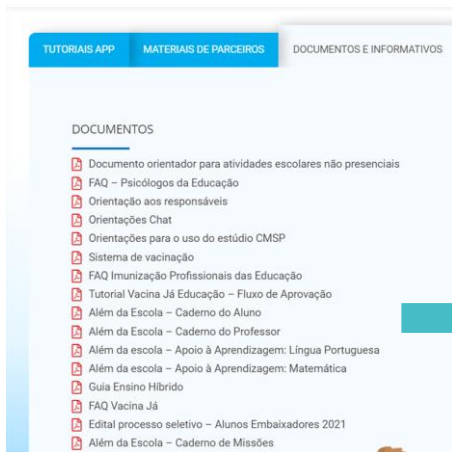 TUTORIAIS APP MATERIAIS DE PARCEIROS DOCUMENTOS E INFORMATIVOS
DOCUMENTOS
Documento orientador para atividades escolares não presenciais
FAQ – Psicólogos da Educação
Orientação aos responsáveis
Orientações Chat
Orientações para o uso do estúdio CMSP
Sistema de vacinação
FAQ Imunização Profissionais das Educação
Tutorial Vacina Já Educação – Fluxo de Aprovação
Além da Escola – Caderno do Aluno
Além da Escola – Caderno do Professor
Além da escola – Apoio à Aprendizagem: Língua Portuguesa
Além da escola – Apoio à Aprendizagem: Matemática
Guia Ensino Híbrido
FAQ Vacina Já
Edital processo seletivo – Alunos Embaixadores 2021
Além da Escola – Caderno de Missões